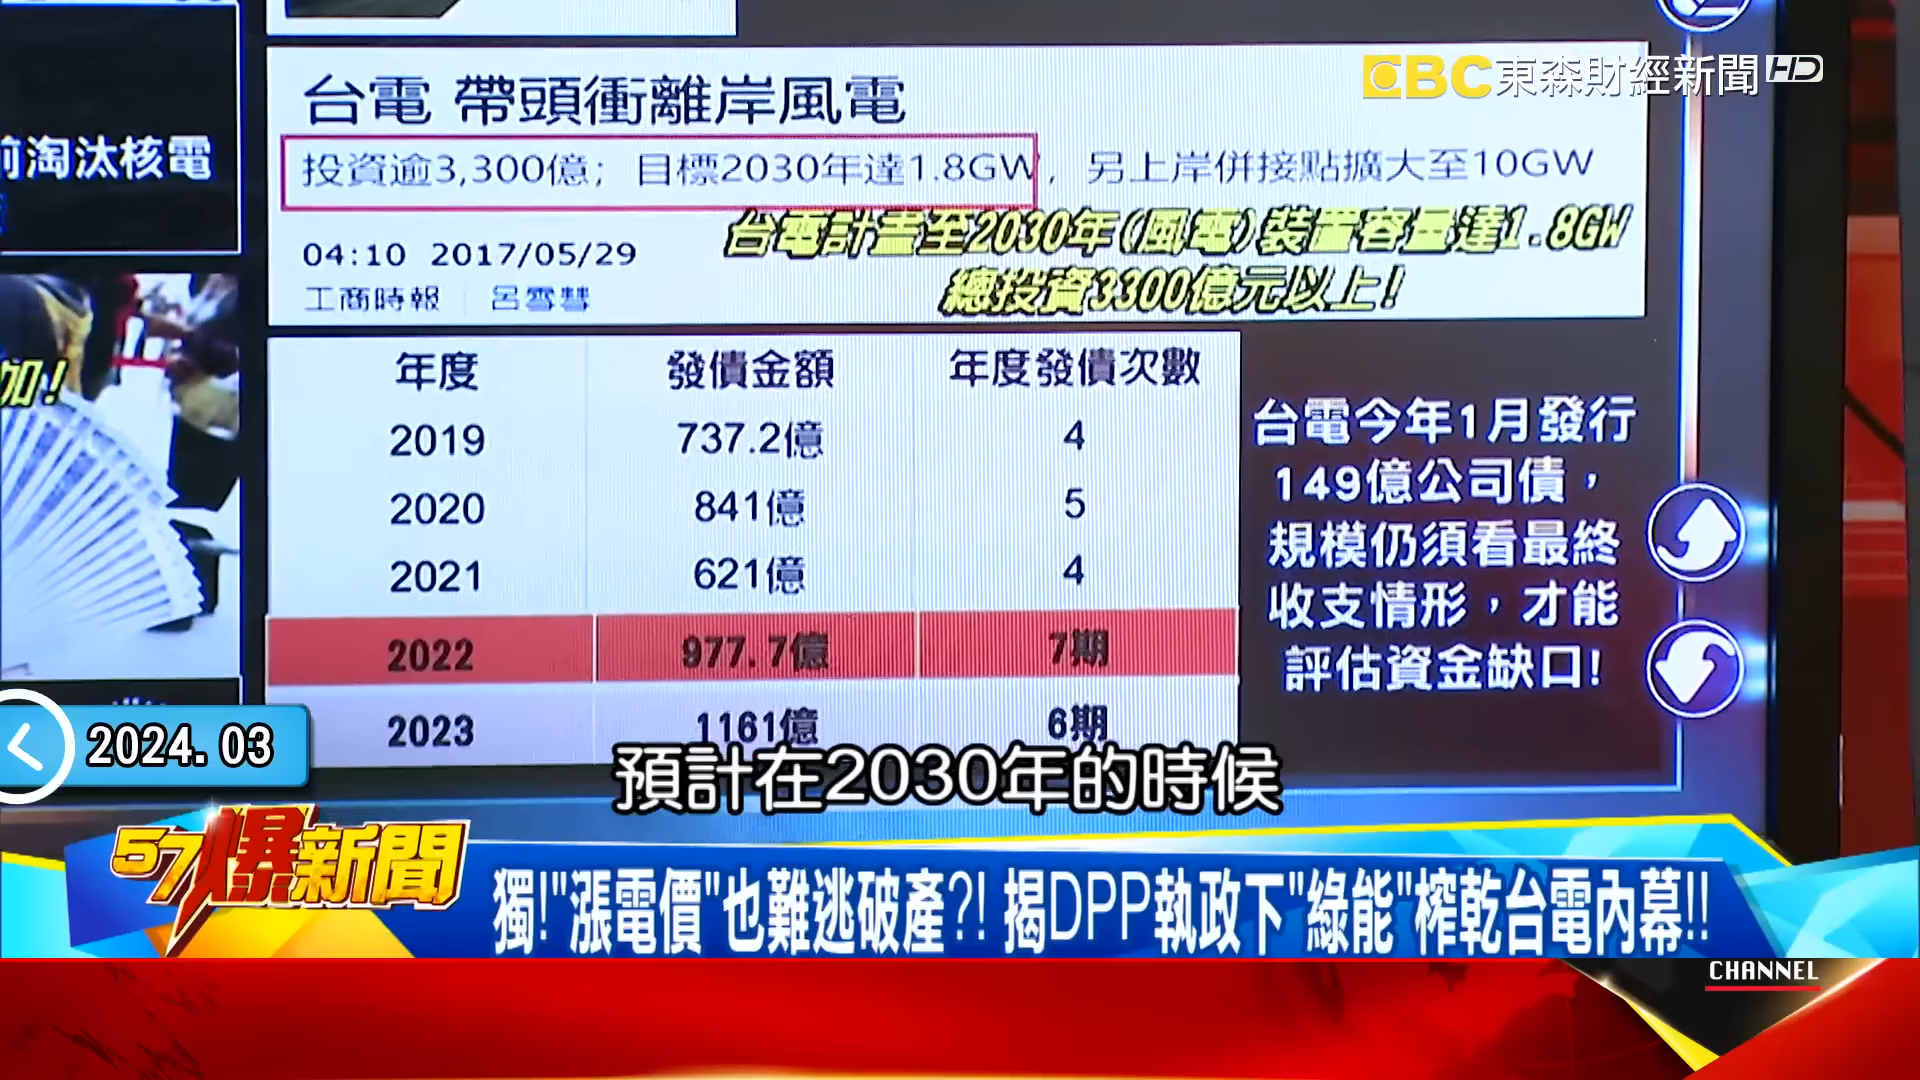 EBC東森財經新聞HD
台電 帶頭衝離岸風電
投資逾3,300億；目標2030年達1.8GW，另上岸併接點擴大至10GW
前淘汰核電
台電計畫至2030年(風電)裝置容量達1.8GW
總投資3300億元以上!
04:10 2017/05/29
工商時報 呂雪彗
加!
年度 發債金額 年度發債次數
2019 737.2億 4
2020 841億 5
2021 621億 4
2022 977.7億 7期
2023 1161億 6期
台電今年1月發行
149億公司債，
規模仍須看最終
收支情形，才能
評估資金缺口!
2024.03
預計在2030年的時候
57爆新聞
獨!"漲電價"也難逃破產?! 揭DPP執政下"綠能"榨乾台電內幕!!
CHANNEL